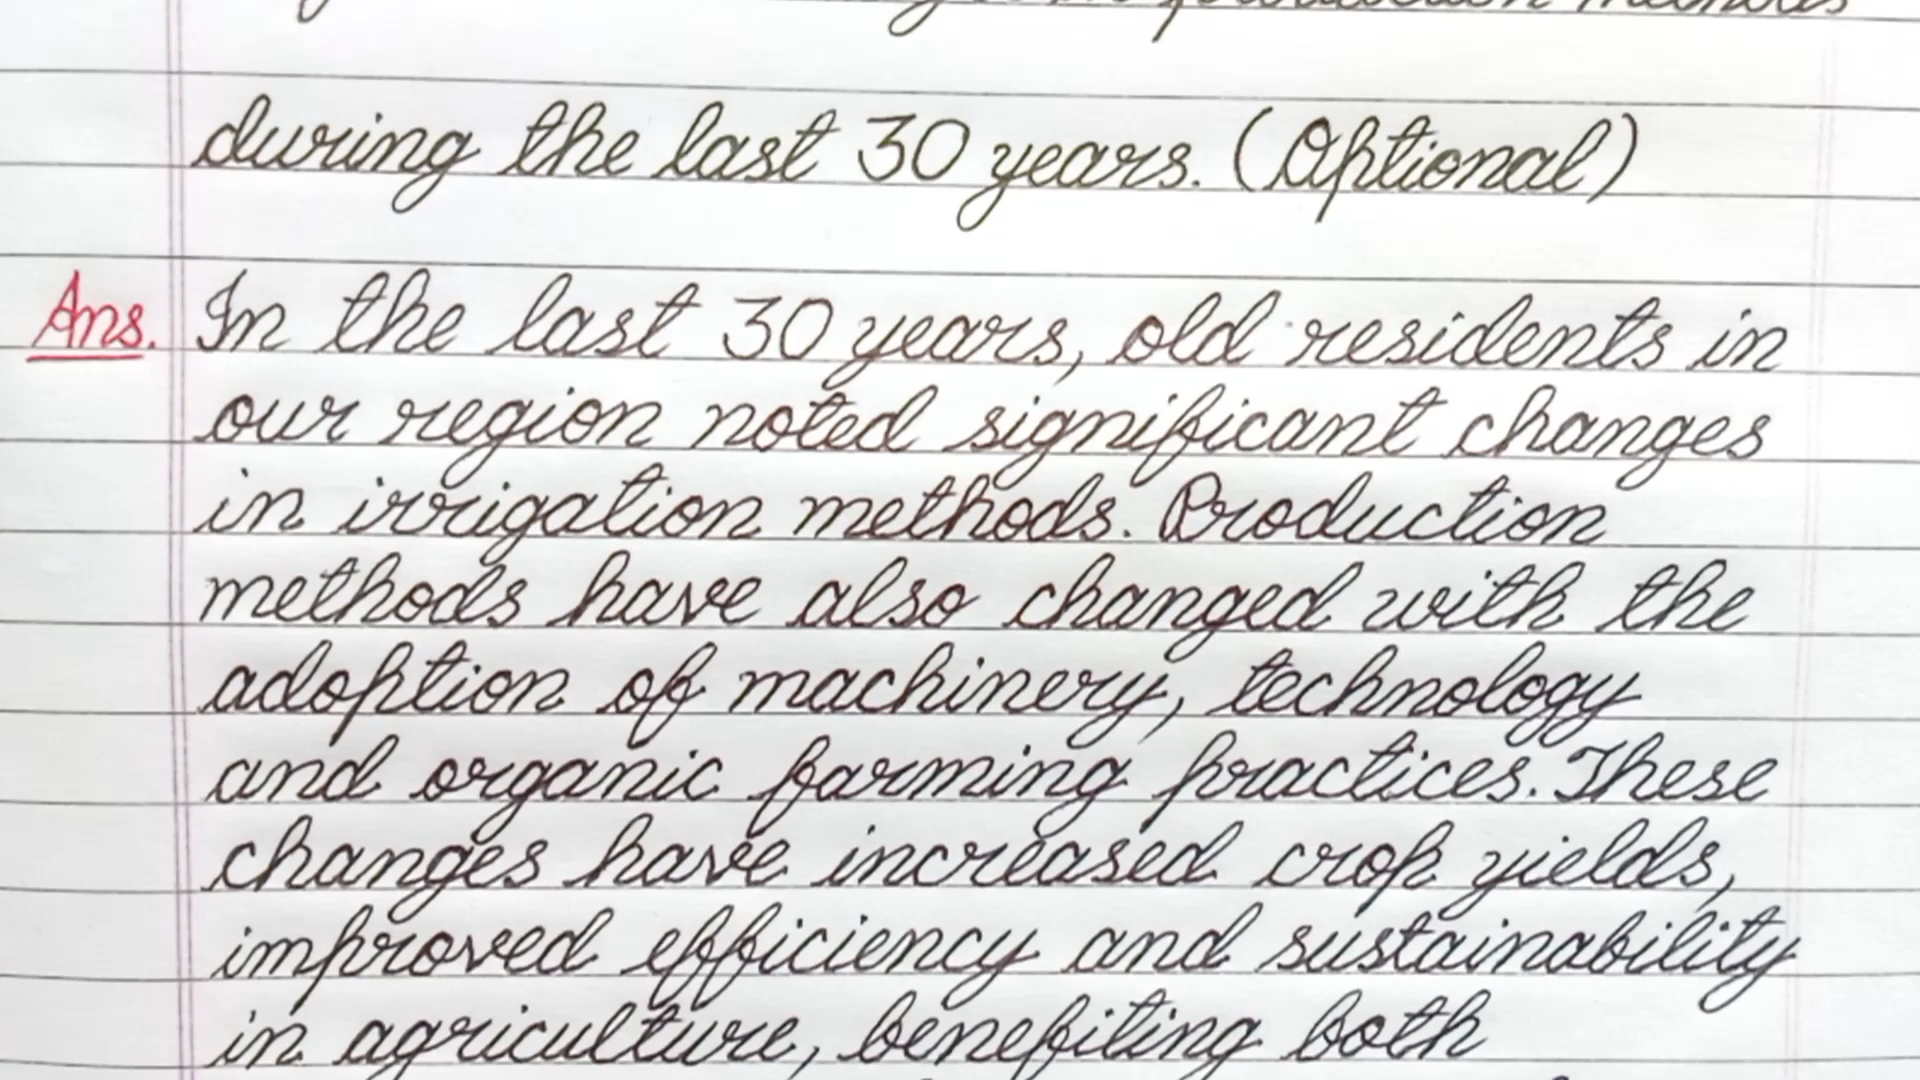 production methods
during the last 30 years. (Optional)
Ans. In the last 30 years, old residents in
our region noted significant changes
in irrigation methods. Production
methods have also changed with the
adoption of machinery, technology
and organic farming practices. These
changes have increased crop yields,
improved efficiency and sustainability
in agriculture, benefiting both